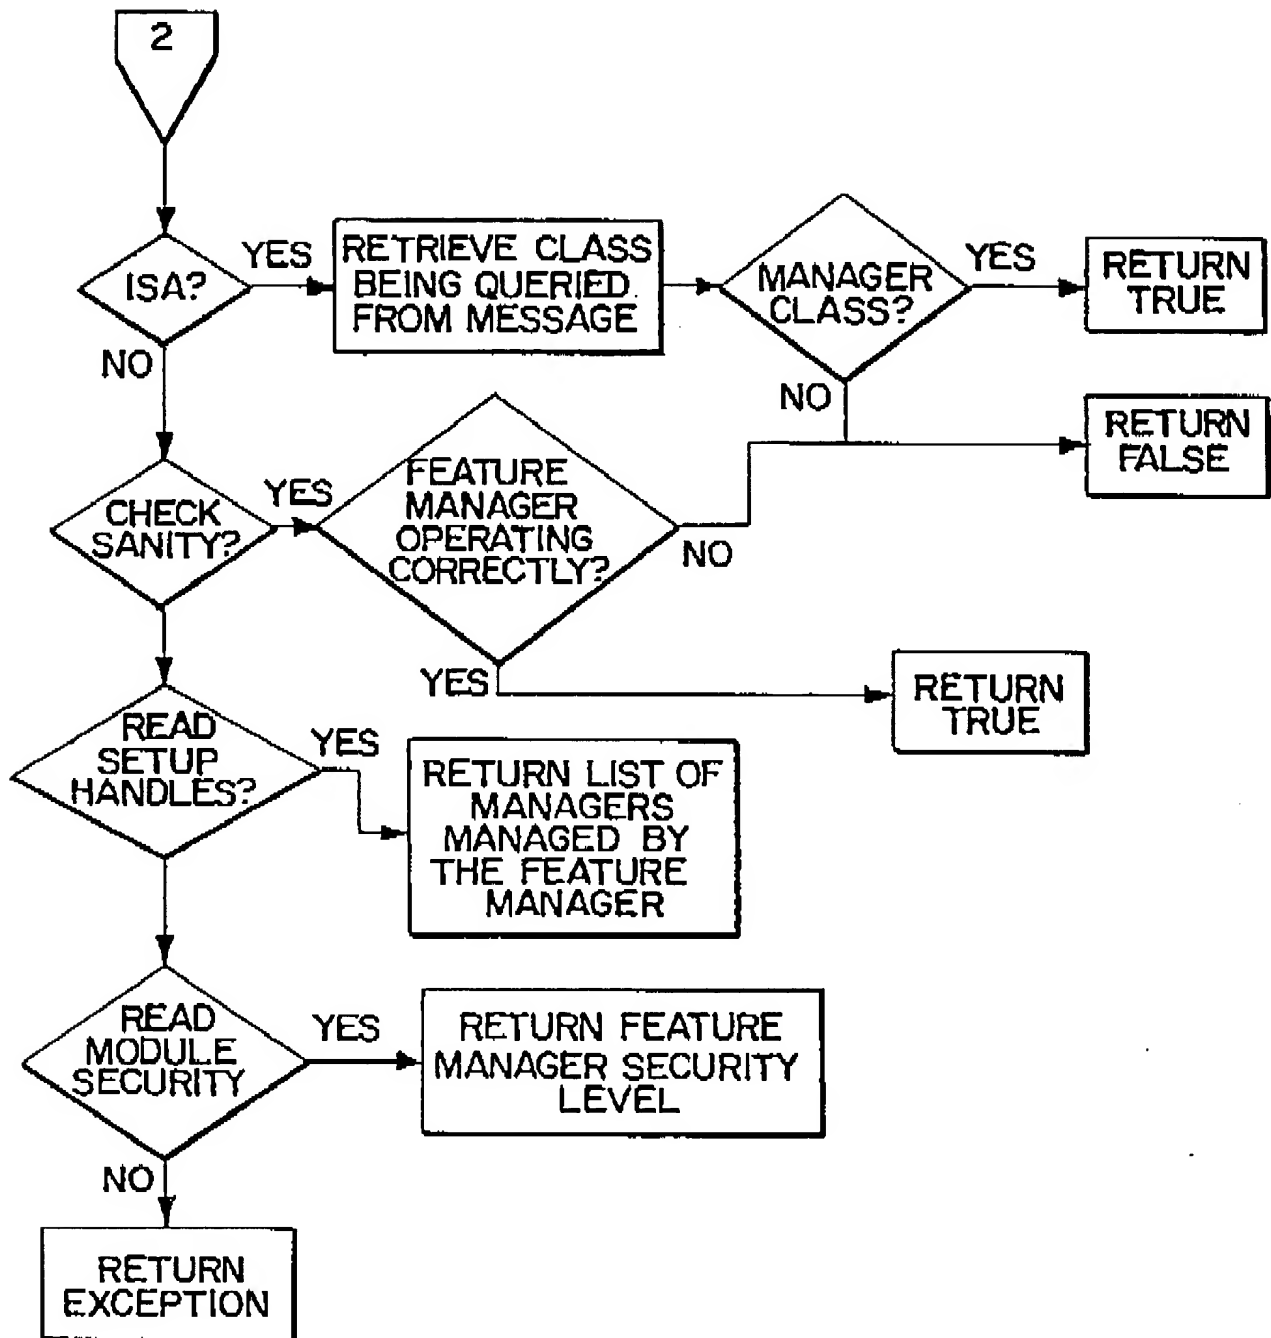 2
ISA?
YES
RETRIEVE CLASS
BEING QUERIED
FROM MESSAGE
MANAGER
CLASS?
YES
RETURN
TRUE
NO
NO
RETURN
FALSE
CHECK
SANITY?
YES
FEATURE
MANAGER
OPERATING
CORRECTLY?
NO
YES
RETURN
TRUE
READ
SETUP
HANDLES?
YES
RETURN LIST OF
MANAGERS
MANAGED BY
THE FEATURE
MANAGER
READ
MODULE
SECURITY
YES
RETURN FEATURE
MANAGER SECURITY
LEVEL
NO
RETURN
EXCEPTION